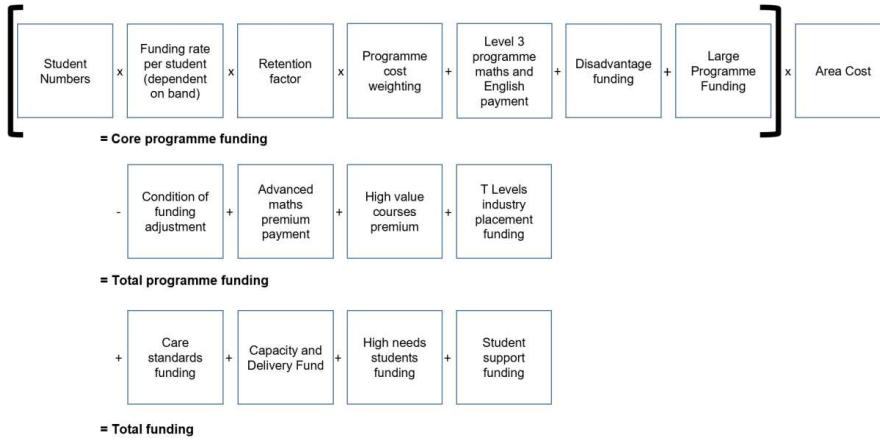 Student
Numbers
x
Funding rate
per student
(dependent
on band)
x
Retention
factor
x
Programme
cost
weighting
+
Level 3
programme
maths and
English
payment
+
Disadvantage
funding
+
Large
Programme
Funding
x
Area Cost
= Core programme funding
-
Condition of
funding
adjustment
+
Advanced
maths
premium
payment
+
High value
courses
premium
+
T Levels
industry
placement
funding
= Total programme funding
+
Care
standards
funding
+
Capacity and
Delivery Fund
+
High needs
students
funding
+
Student
support
funding
= Total funding